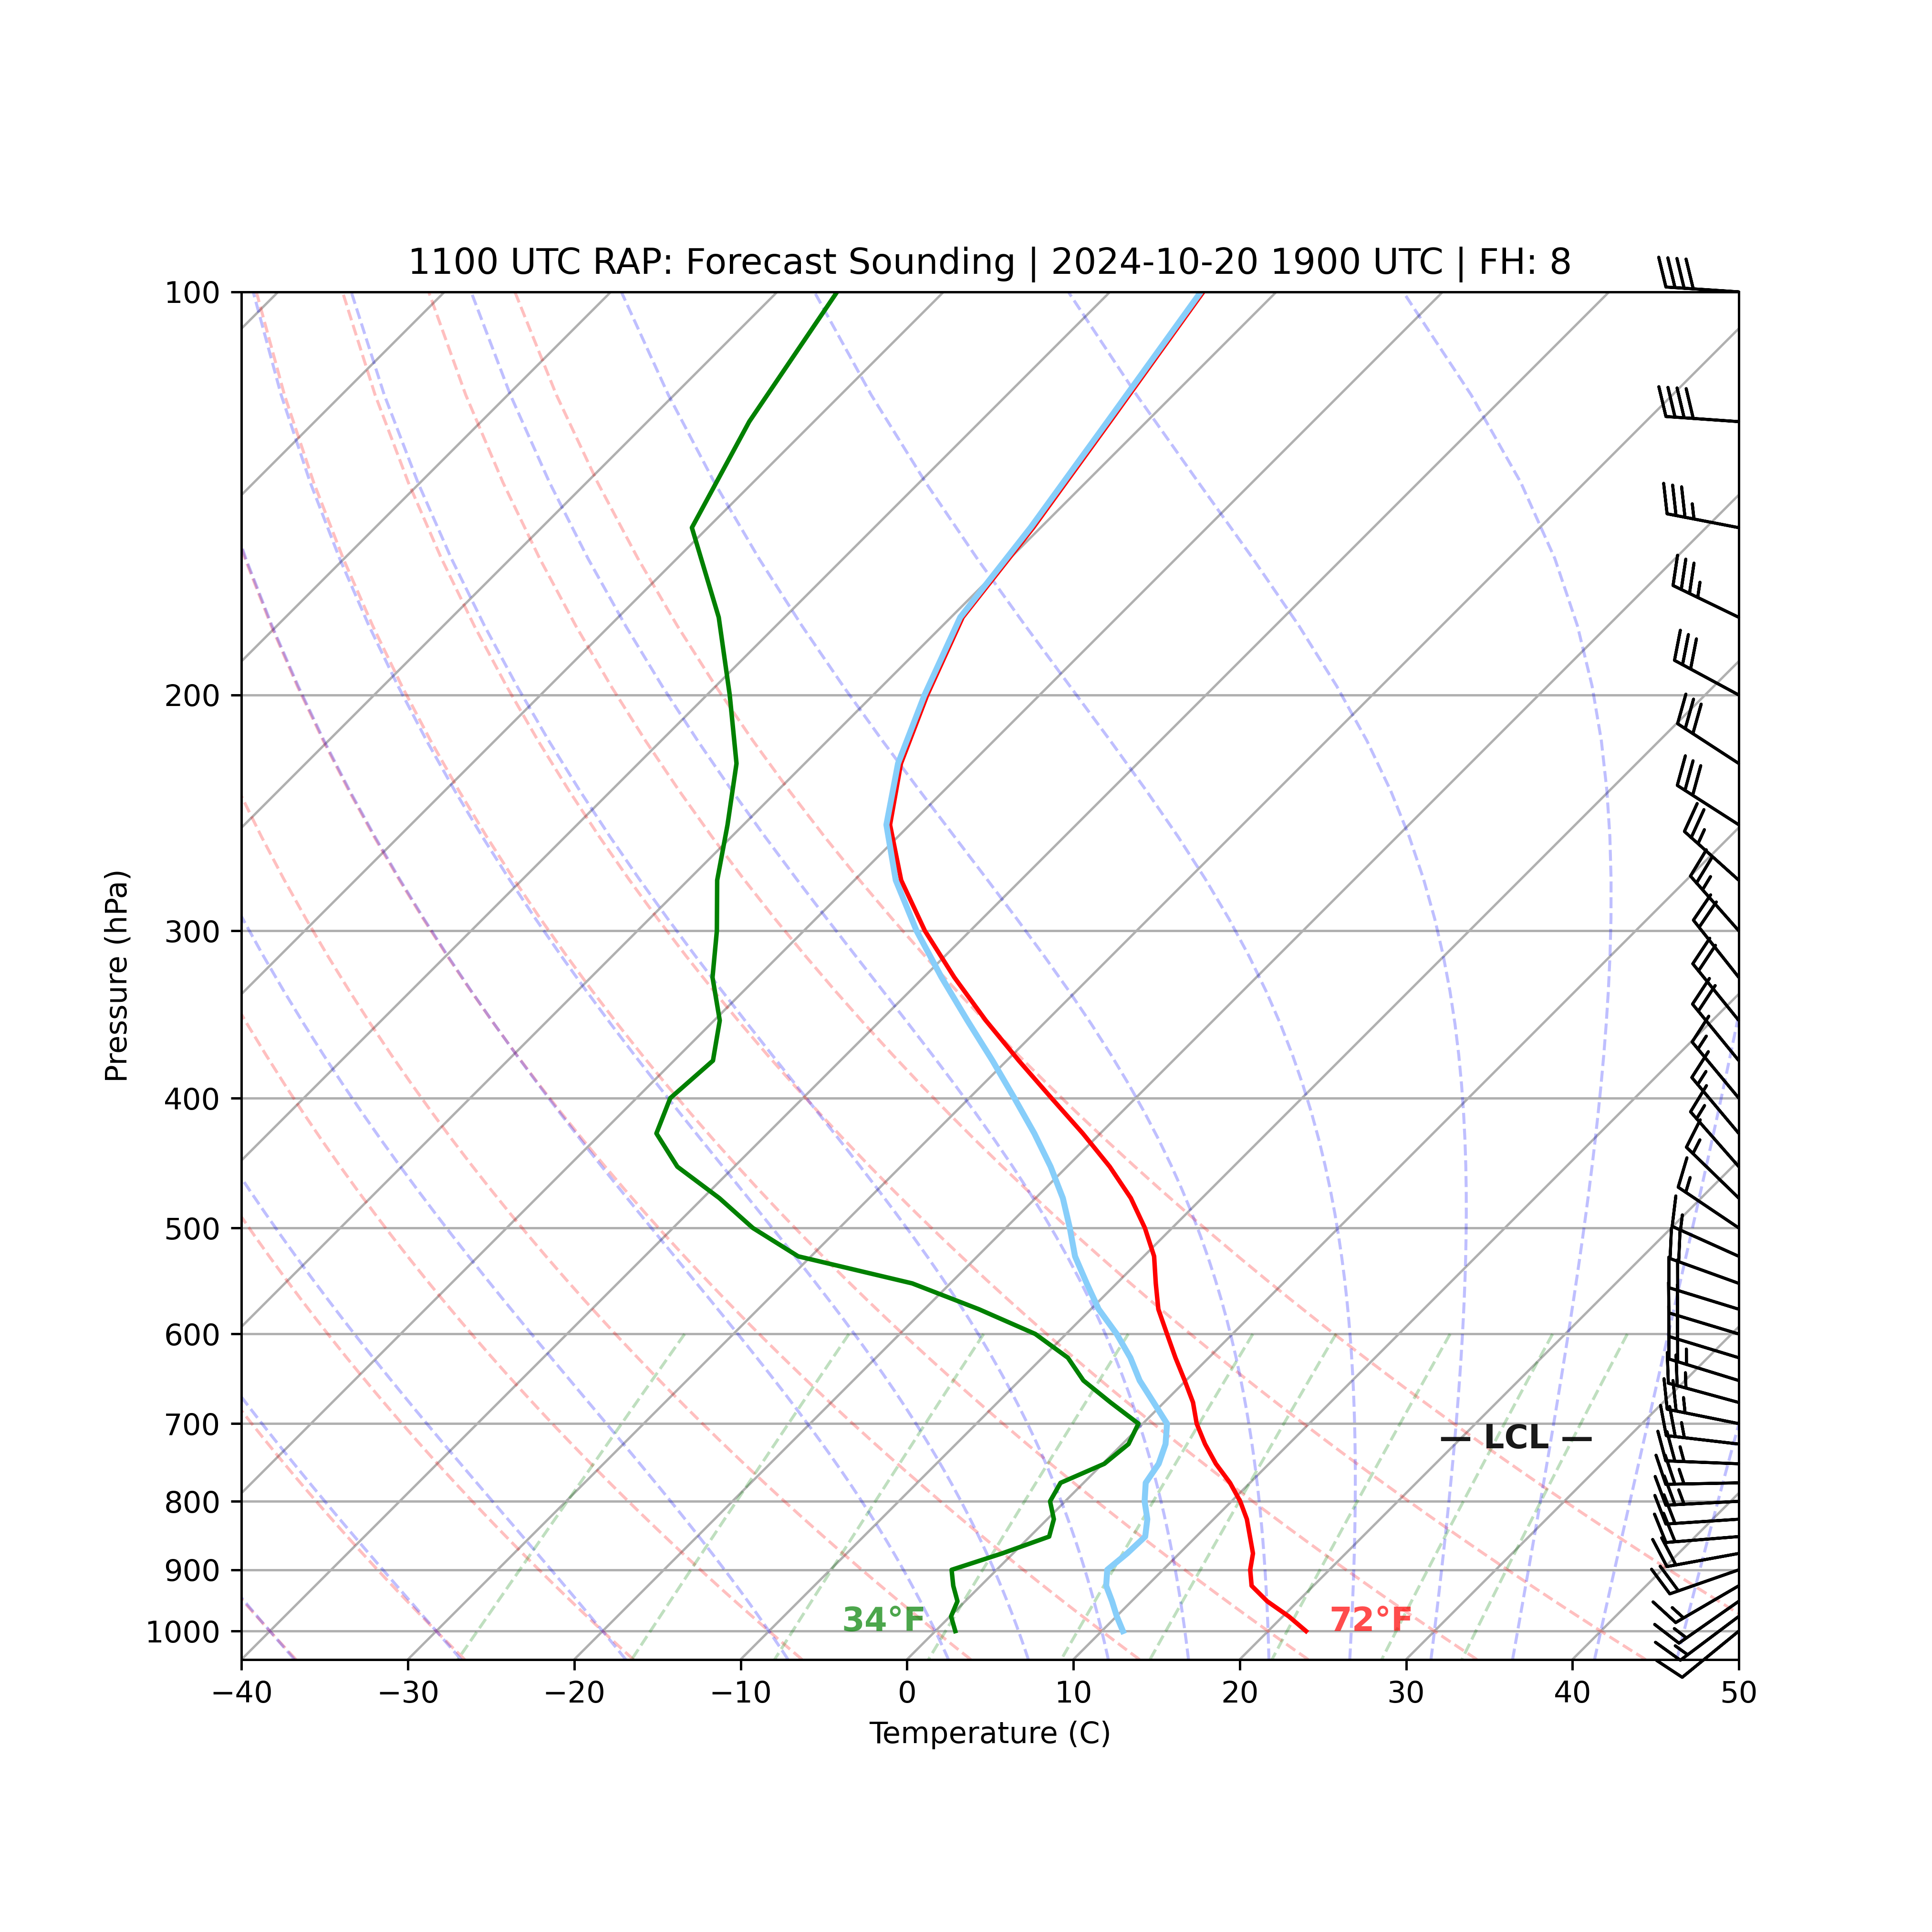 1100 UTC RAP: Forecast Sounding | 2024-10-20 1900 UTC | FH: 8
100
200
300
400
500
600
700
800
900
1000
Pressure (hPa)
— LCL —
34°F
72°F
−40 −30 −20 −10 0 10 20 30 40 50
Temperature (C)